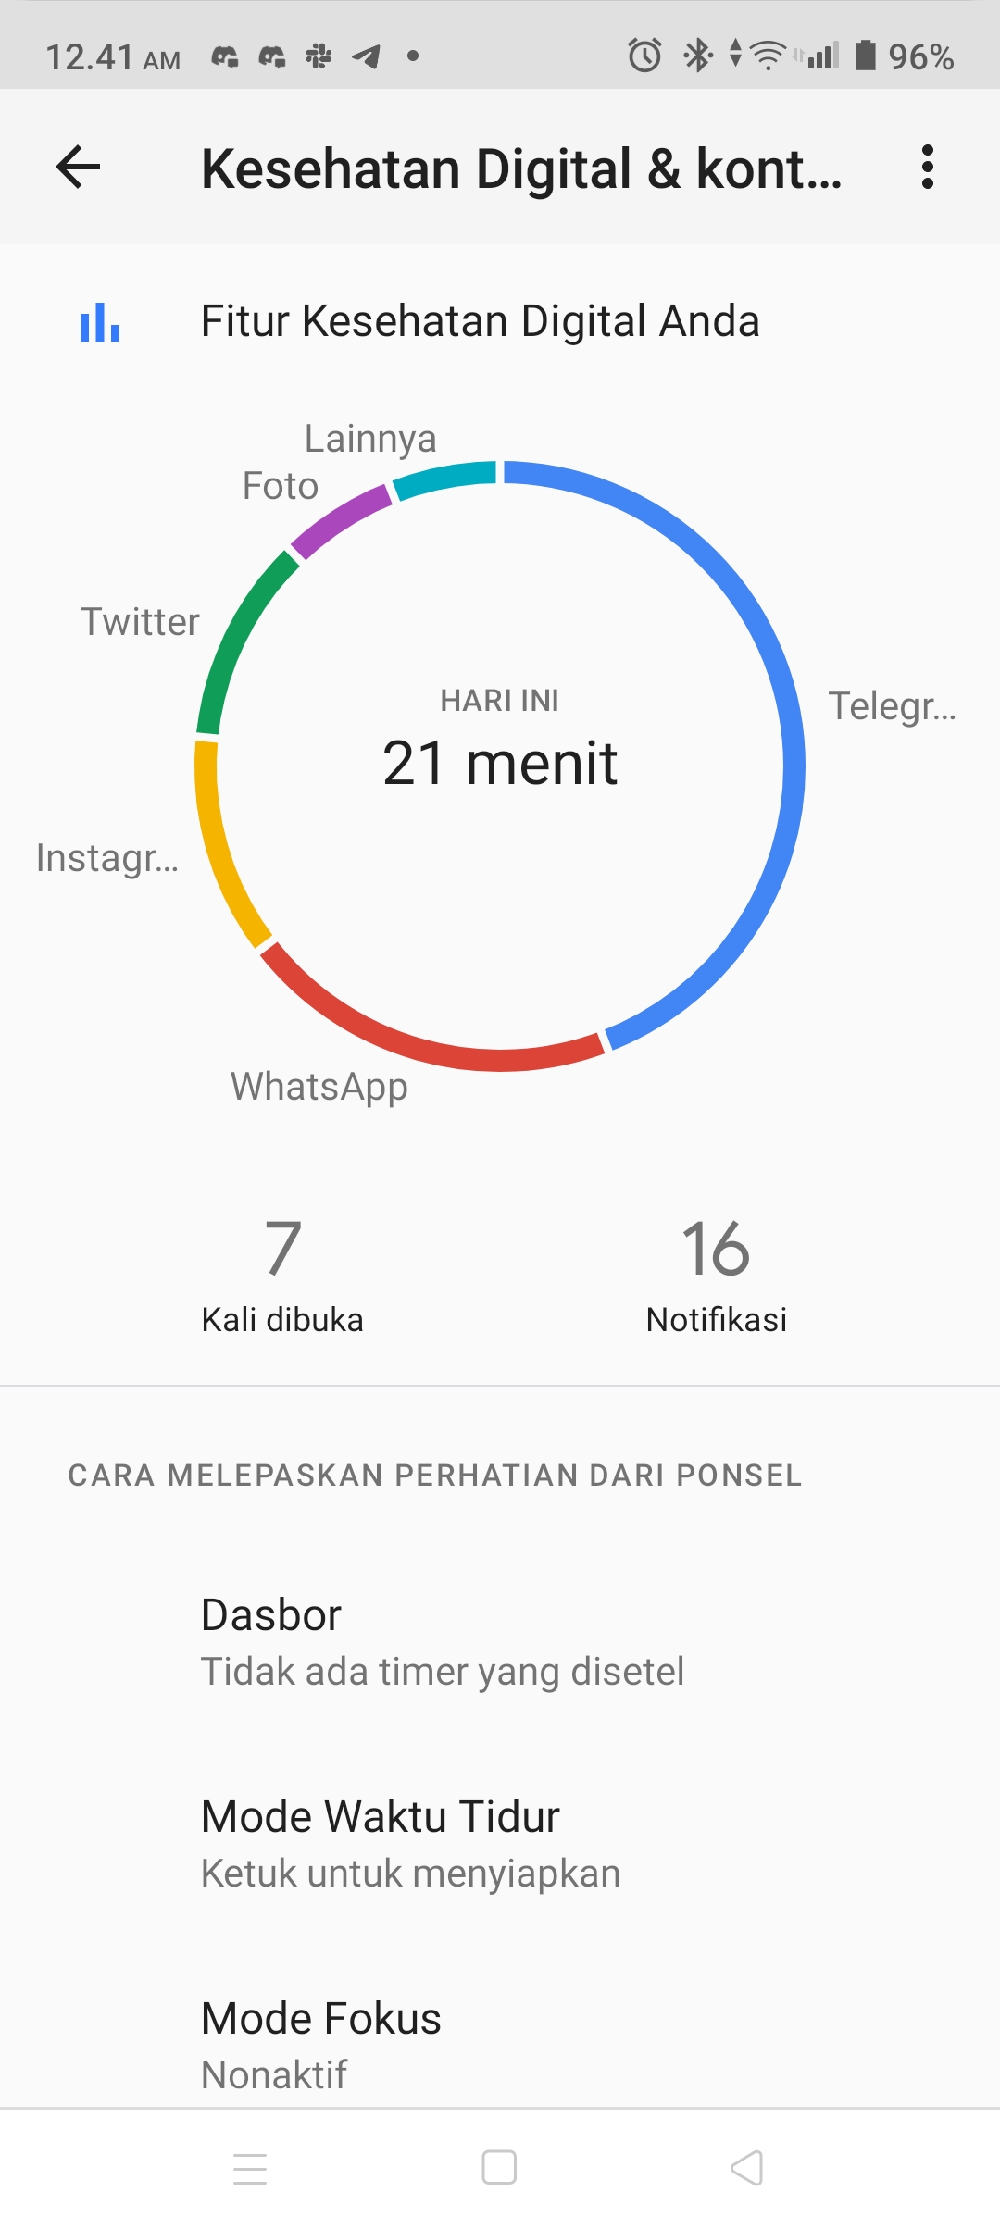 12.41 AM 96%
Kesehatan Digital & kont...
Fitur Kesehatan Digital Anda
Lainnya
Foto
Twitter
HARI INI
Telegr...
21 menit
Instagr...
WhatsApp
7 16
Kali dibuka Notifikasi
CARA MELEPASKAN PERHATIAN DARI PONSEL
Dasbor
Tidak ada timer yang disetel
Mode Waktu Tidur
Ketuk untuk menyiapkan
Mode Fokus
Nonaktif